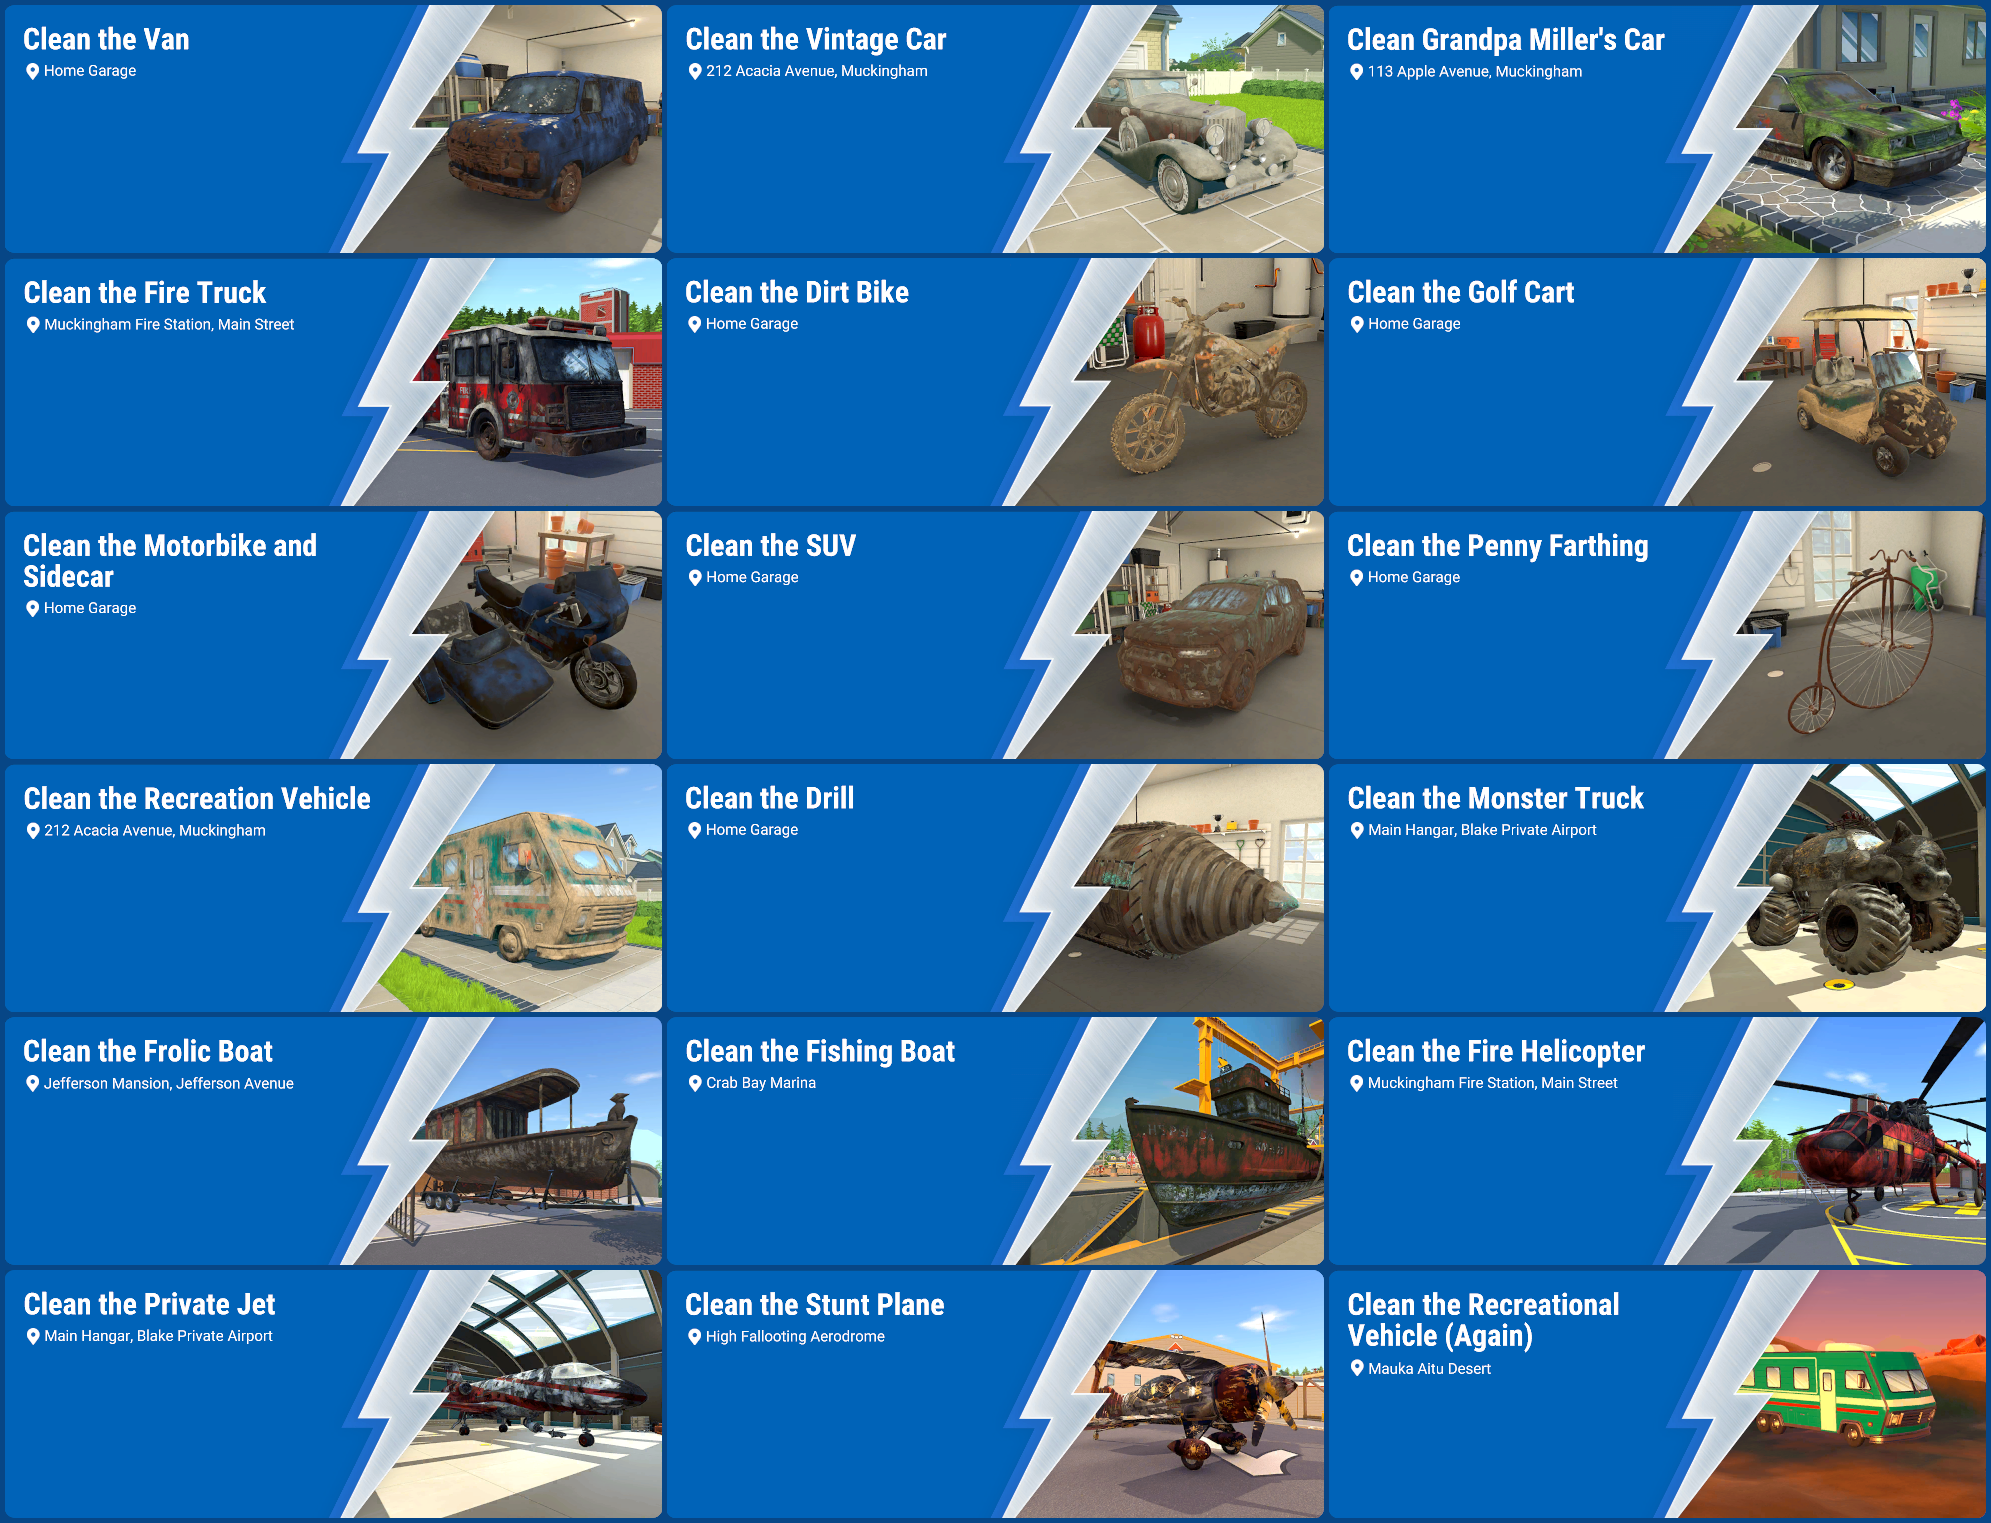 Clean the Van
Home Garage
Clean the Vintage Car
212 Acacia Avenue, Muckingham
Clean Grandpa Miller's Car
113 Apple Avenue, Muckingham
Clean the Fire Truck
Muckingham Fire Station, Main Street
Clean the Dirt Bike
Home Garage
Clean the Golf Cart
Home Garage
Clean the Motorbike and
Sidecar
Home Garage
Clean the SUV
Home Garage
Clean the Penny Farthing
Home Garage
Clean the Recreation Vehicle
212 Acacia Avenue, Muckingham
Clean the Drill
Home Garage
Clean the Monster Truck
Main Hangar, Blake Private Airport
Clean the Frolic Boat
Jefferson Mansion, Jefferson Avenue
Clean the Fishing Boat
Crab Bay Marina
Clean the Fire Helicopter
Muckingham Fire Station, Main Street
Clean the Private Jet
Main Hangar, Blake Private Airport
Clean the Stunt Plane
High Fallooting Aerodrome
Clean the Recreational
Vehicle (Again)
Mauka Aitu Desert